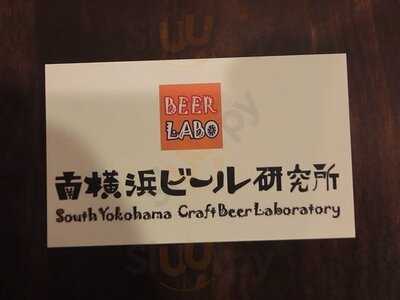 BEER
LABO
南横浜ビール研究所
South Yokohama Craft Beer Laboratory